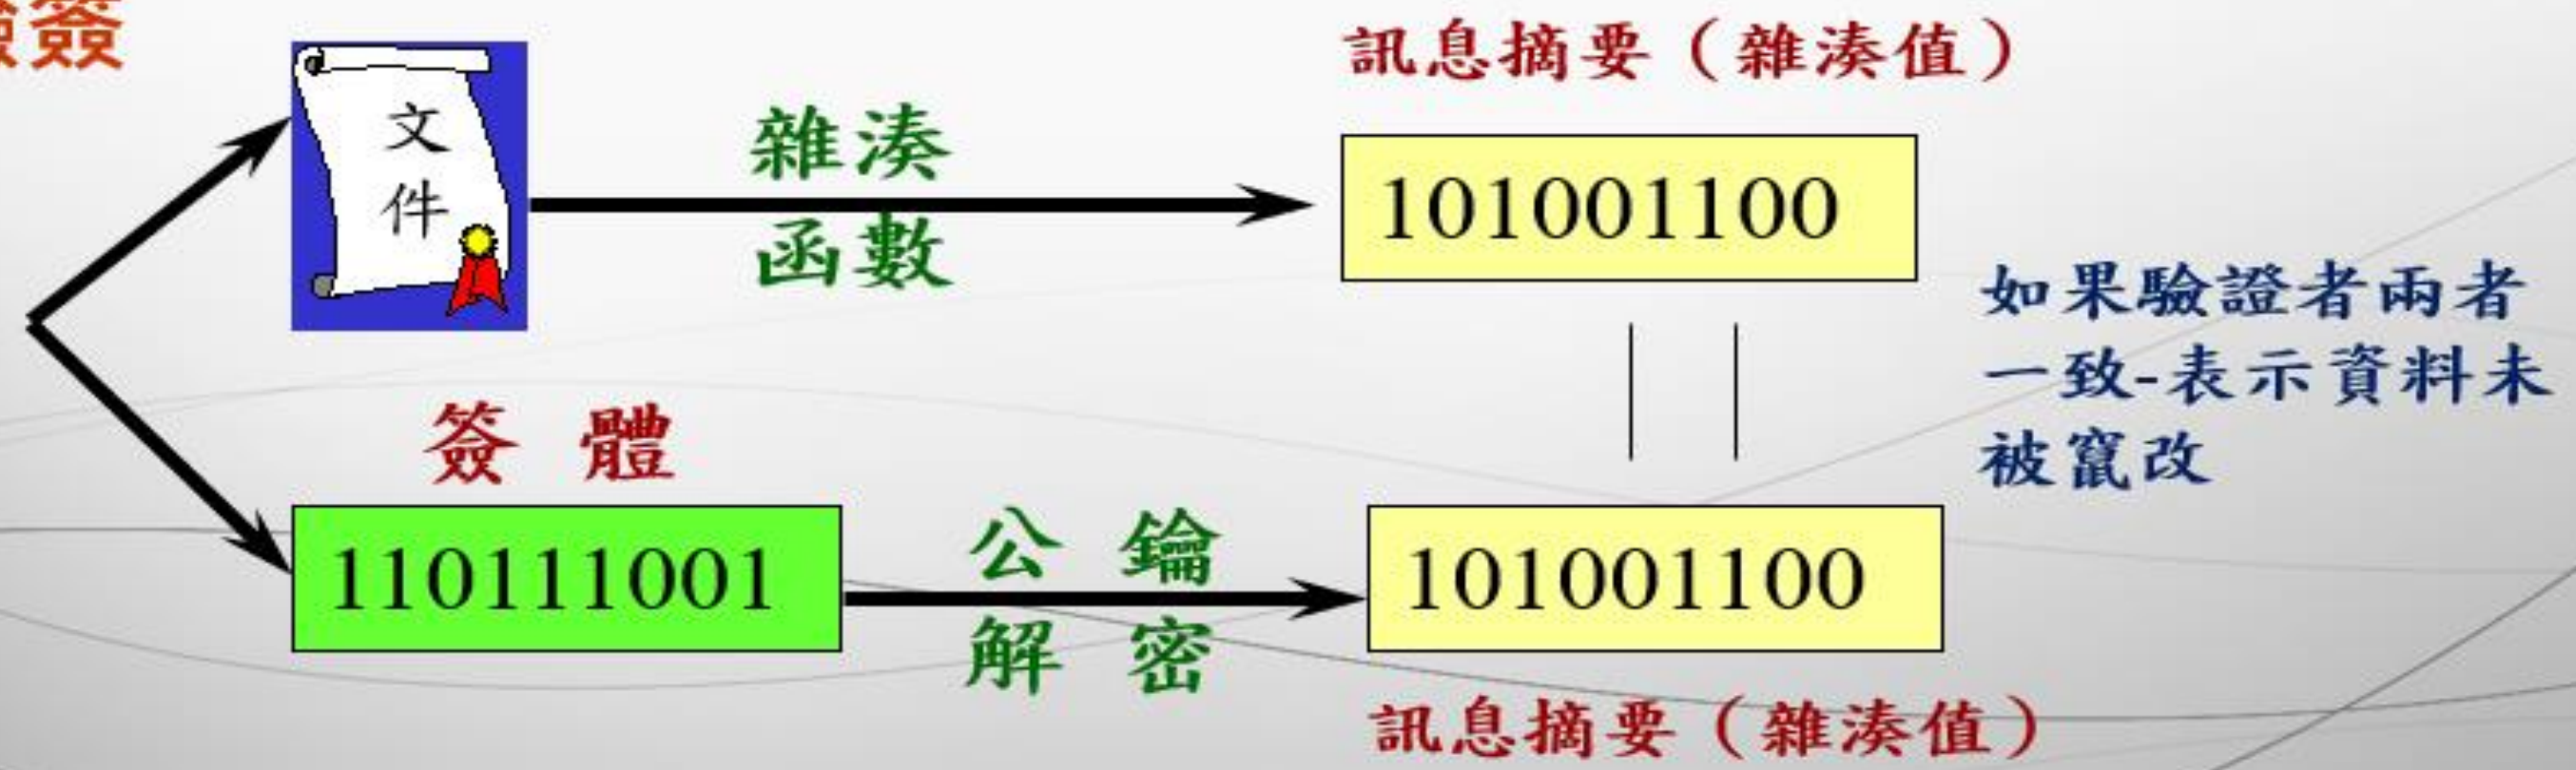 驗簽
文
件
雜湊
函數
訊息摘要（雜湊值）
101001100
如果驗證者兩者
一致-表示資料未
被竄改
簽 體
110111001
公 鑰
解 密
101001100
訊息摘要（雜湊值）